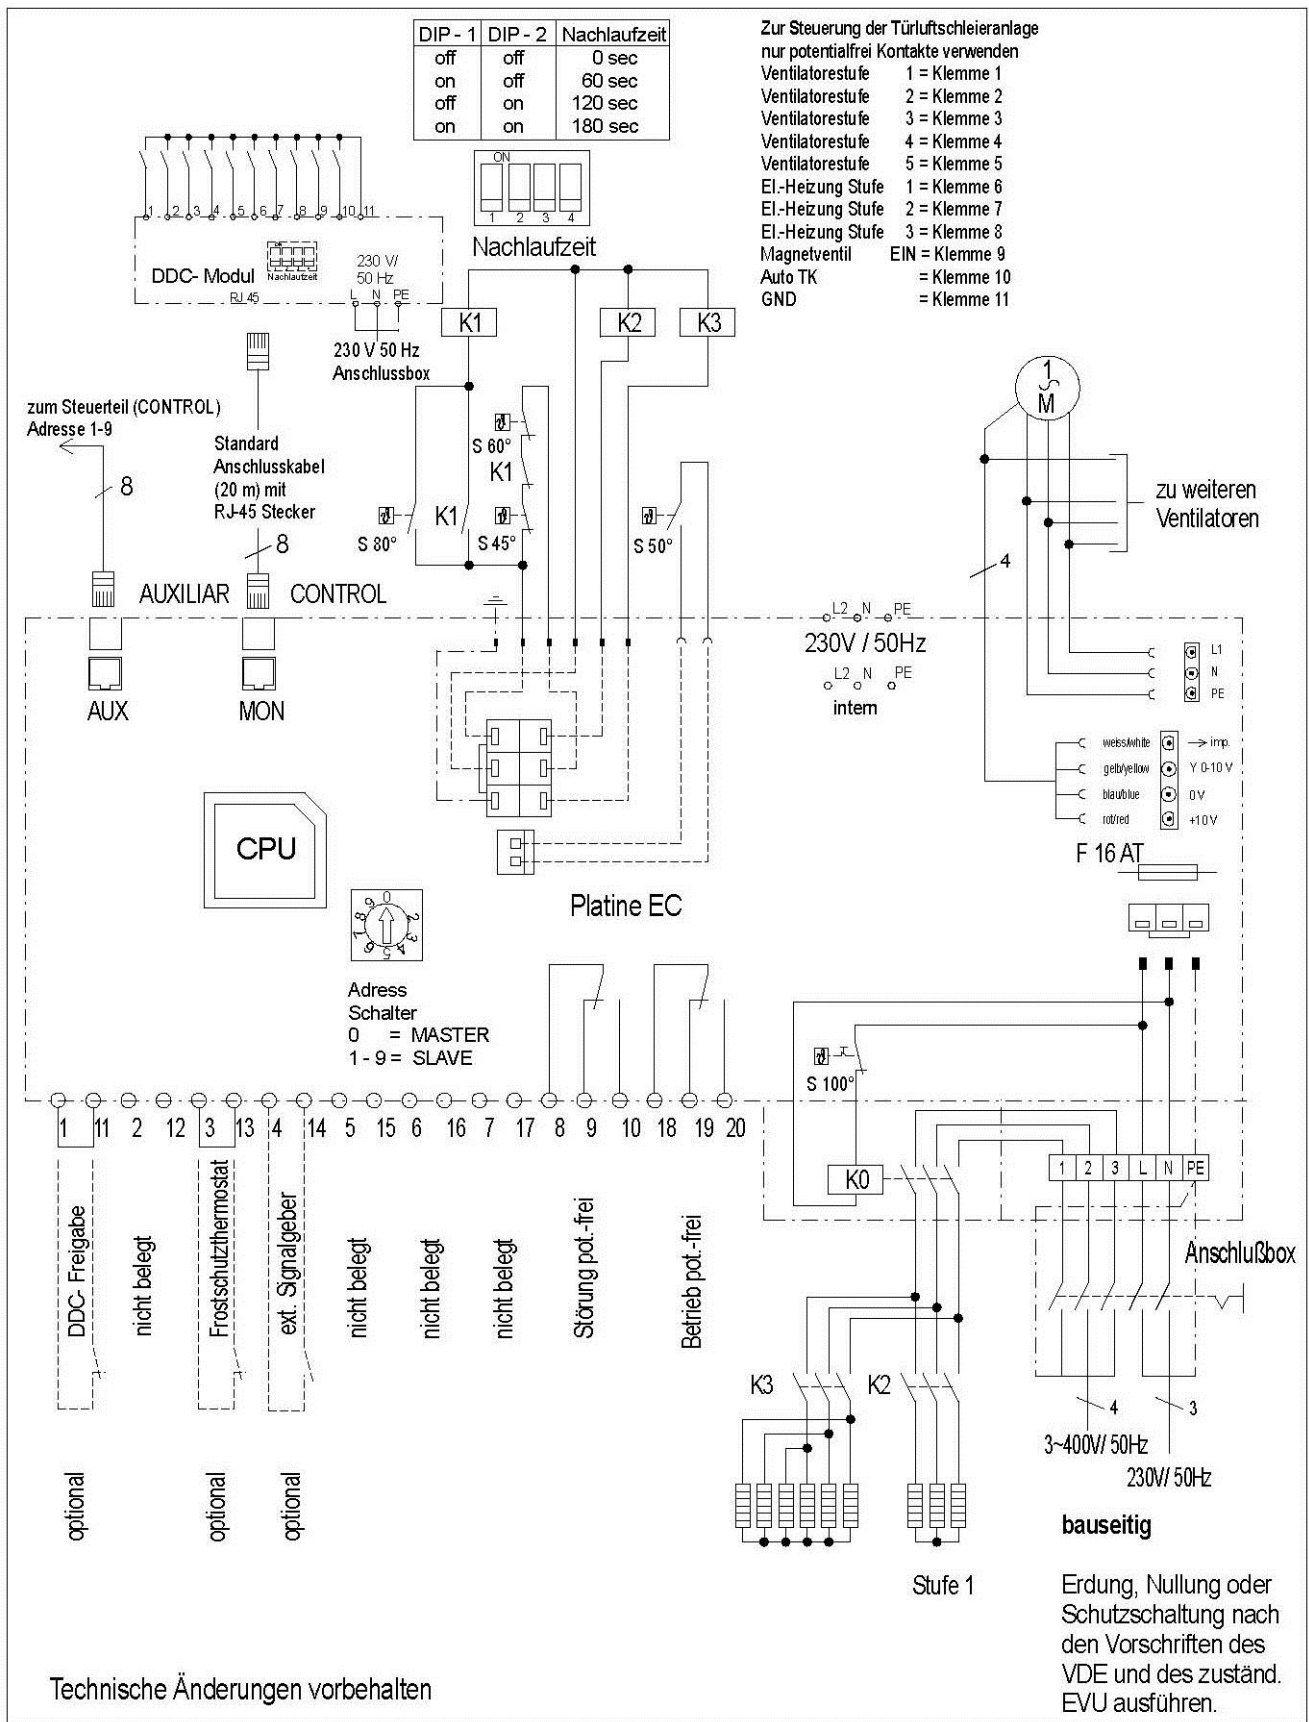 DIP - 1 DIP - 2 Nachlaufzeit
off off 0 sec
on off 60 sec
off on 120 sec
on on 180 sec
ON
1 2 3 4
Nachlaufzeit
Zur Steuerung der Türluftschleieranlage
nur potentialfrei Kontakte verwenden
Ventilatorestufe 1 = Klemme 1
Ventilatorestufe 2 = Klemme 2
Ventilatorestufe 3 = Klemme 3
Ventilatorestufe 4 = Klemme 4
Ventilatorestufe 5 = Klemme 5
El.-Heizung Stufe 1 = Klemme 6
El.-Heizung Stufe 2 = Klemme 7
El.-Heizung Stufe 3 = Klemme 8
Magnetventil EIN = Klemme 9
Auto TK = Klemme 10
GND = Klemme 11
1 2 3 4 5 6 7 8 9 10 11
DDC- Modul
Nachlaufzeit
230 V/
50 Hz
RJ 45
L N PE
230 V 50 Hz
Anschlussbox
K1
K2
K3
1
M
zum Steuerteil (CONTROL)
Adresse 1-9
8
Standard
Anschlusskabel
(20 m) mit
RJ-45 Stecker
8
S 60°
K1
S 80°
K1
S 45°
S 50°
zu weiteren
Ventilatoren
4
AUXILIAR
CONTROL
L2 N PE
230V / 50Hz
L2 N PE
intern
L1
N
PE
AUX
MON
weiss/white imp.
gelb/yellow Y 0-10 V
blau/blue 0 V
rot/red +10 V
F 16 AT
CPU
Platine EC
0 2 3 4 5 6 7 8 9
Adress
Schalter
0 = MASTER
1 - 9 = SLAVE
S 100°
1 11 2 12 3 13 4 14 5 15 6 16 7 17 8 9 10 18 19 20
K0
1 2 3 L N PE
DDC- Freigabe
nicht belegt
Frostschutzthermostat
ext. Signalgeber
nicht belegt
nicht belegt
nicht belegt
Störung pot.-frei
Betrieb pot.-frei
Anschlußbox
K3
K2
4
3
3~400V/ 50Hz
230V/ 50Hz
optional
optional
optional
bauseitig
Stufe 1
Erdung, Nullung oder
Schutzschaltung nach
den Vorschriften des
VDE und des zuständ.
EVU ausführen.
Technische Änderungen vorbehalten